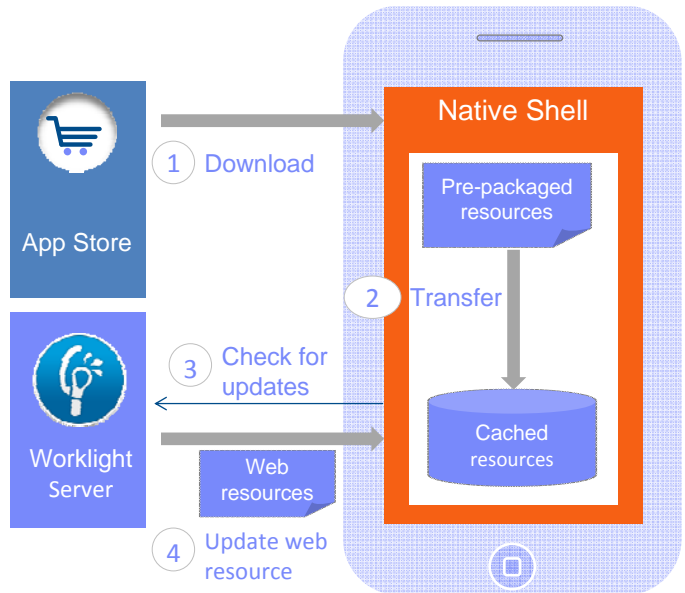 Native Shell
1 Download
Pre-packaged
resources
App Store
2 Transfer
3 Check for
updates
Cached
resources
Worklight
Server
Web
resources
4 Update web
resource